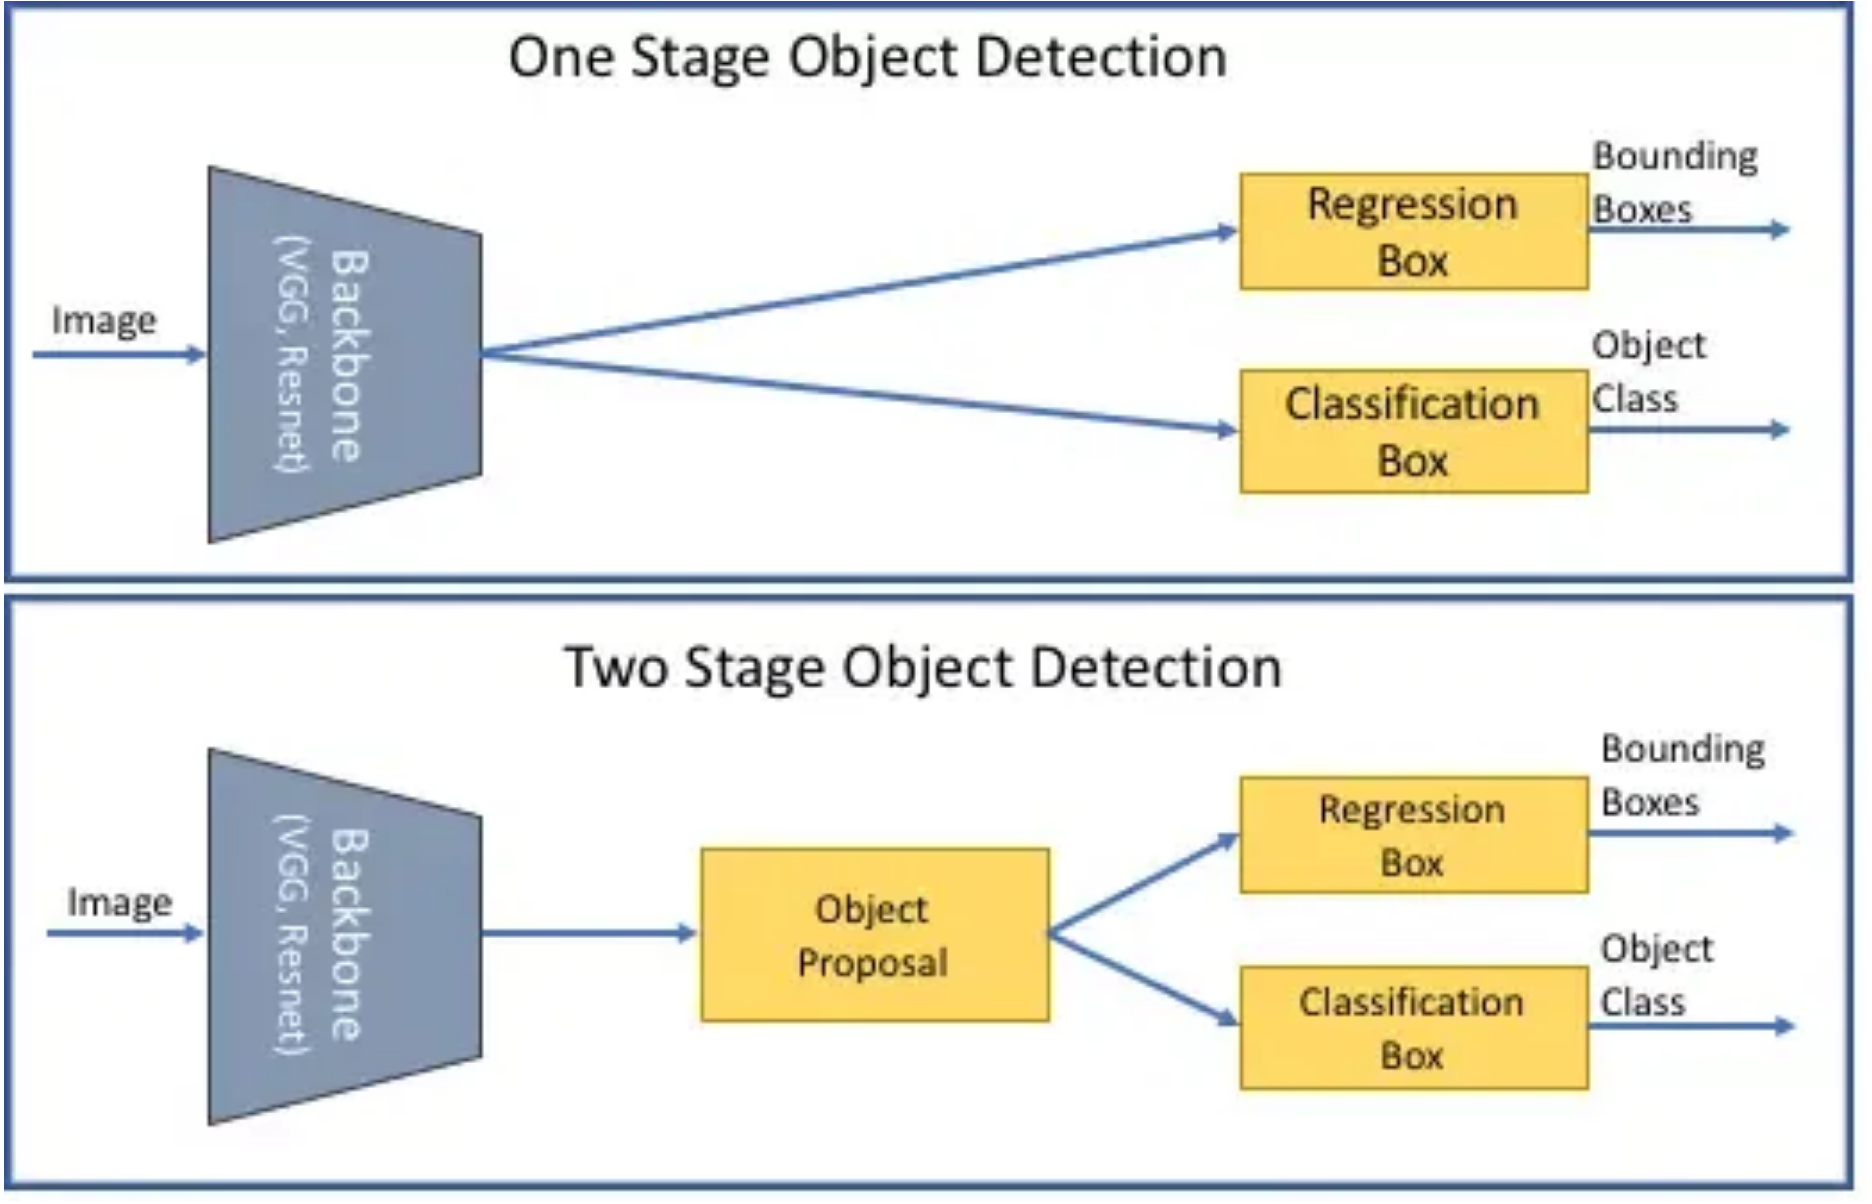 One Stage Object Detection
Image
Backbone
(VGG, Resnet)
Regression
Box
Bounding
Boxes
Classification
Box
Object
Class
Two Stage Object Detection
Image
Backbone
(VGG, Resnet)
Object
Proposal
Regression
Box
Bounding
Boxes
Classification
Box
Object
Class